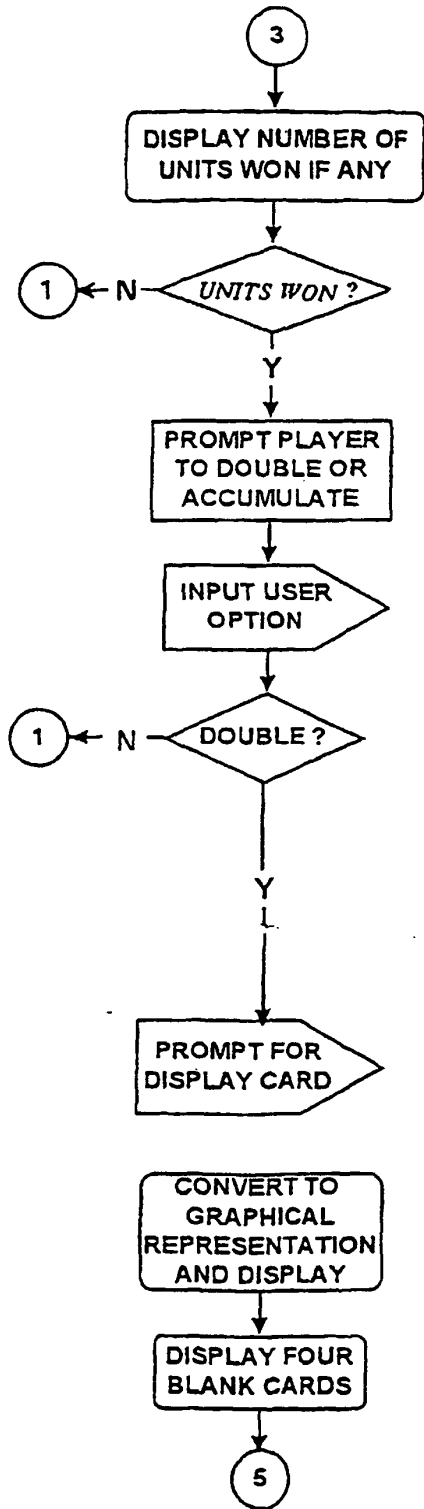 3
DISPLAY NUMBER OF
UNITS WON IF ANY
1
N
UNITS WON ?
Y
PROMPT PLAYER
TO DOUBLE OR
ACCUMULATE
INPUT USER
OPTION
1
N
DOUBLE ?
Y
PROMPT FOR
DISPLAY CARD
CONVERT TO
GRAPHICAL
REPRESENTATION
AND DISPLAY
DISPLAY FOUR
BLANK CARDS
5